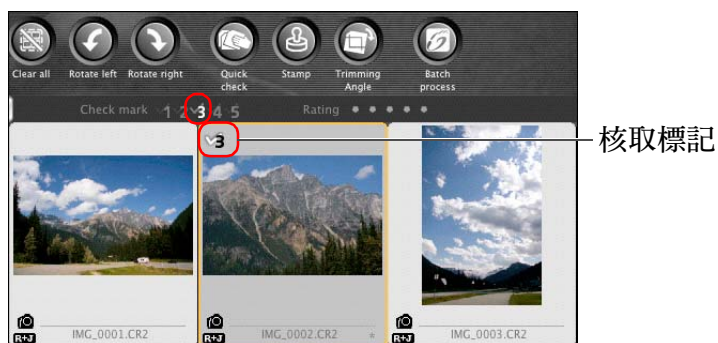 Clear all
Rotate left
Rotate right
Quick
check
Stamp
Trimming
Angle
Batch
process
Check mark 1 2 3 4 5
Rating
3
核取標記
R+J
IMG_0001.CR2
R+J
IMG_0002.CR2 *
R+J
IMG_0003.CR2